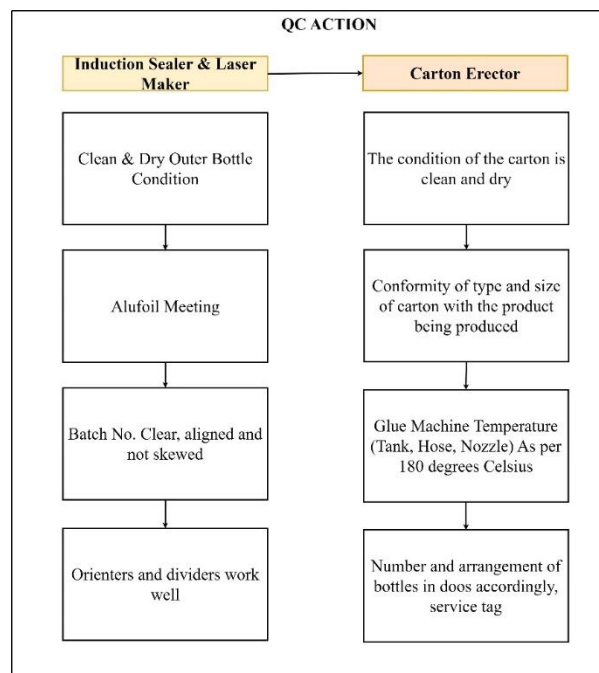 QC ACTION
Induction Sealer & Laser
Maker
Carton Erector
Clean & Dry Outer Bottle
Condition
Alufoil Meeting
Batch No. Clear, aligned and
not skewed
Orienters and dividers work
well
The condition of the carton is
clean and dry
Conformity of type and size
of carton with the product
being produced
Glue Machine Temperature
(Tank, Hose, Nozzle) As per
180 degrees Celsius
Number and arrangement of
bottles in doos accordingly,
service tag